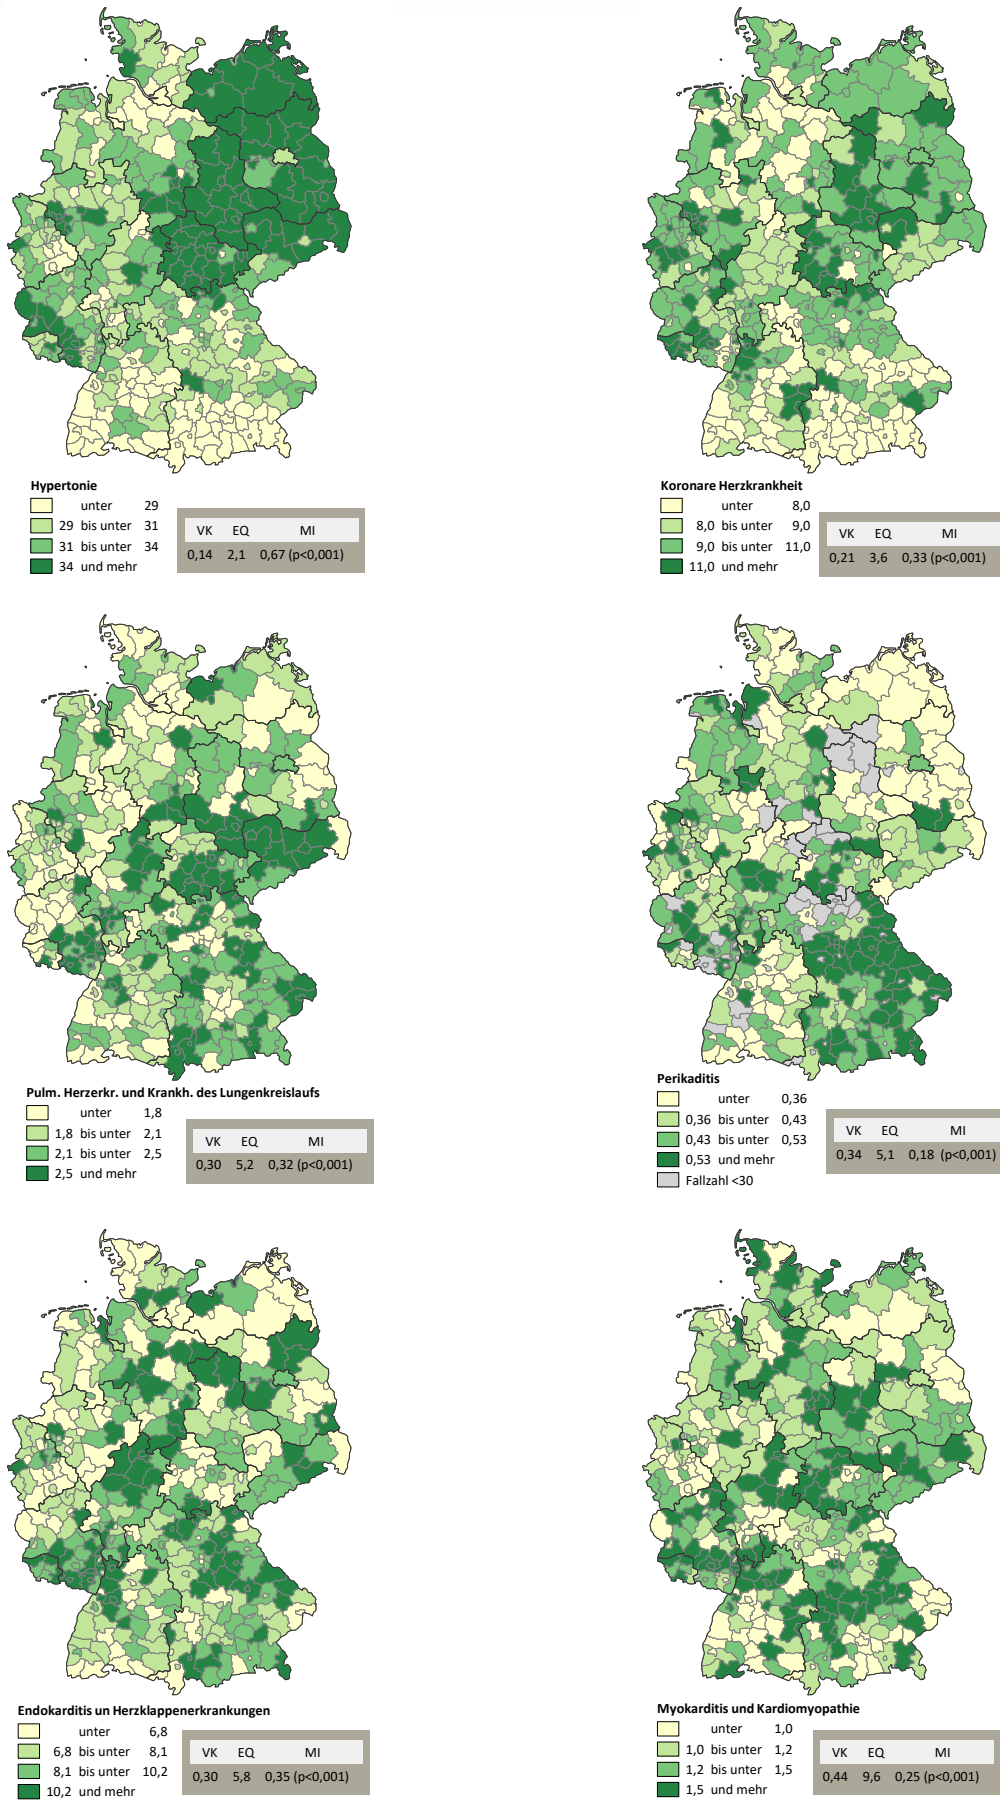 Hypertonie
unter 29
29 bis unter 31
31 bis unter 34
34 und mehr
VK EQ MI
0,14 2,1 0,67 (p<0,001)
Koronare Herzkrankheit
unter 8,0
8,0 bis unter 9,0
9,0 bis unter 11,0
11,0 und mehr
VK EQ MI
0,21 3,6 0,33 (p<0,001)
Pulm. Herzerkr. und Krankh. des Lungenkreislaufs
unter 1,8
1,8 bis unter 2,1
2,1 bis unter 2,5
2,5 und mehr
VK EQ MI
0,30 5,2 0,32 (p<0,001)
Perikaditis
unter 0,36
0,36 bis unter 0,43
0,43 bis unter 0,53
0,53 und mehr
Fallzahl <30
VK EQ MI
0,34 5,1 0,18 (p<0,001)
Endokarditis un Herzklappenerkrankungen
unter 6,8
6,8 bis unter 8,1
8,1 bis unter 10,2
10,2 und mehr
VK EQ MI
0,30 5,8 0,35 (p<0,001)
Myokarditis und Kardiomyopathie
unter 1,0
1,0 bis unter 1,2
1,2 bis unter 1,5
1,5 und mehr
VK EQ MI
0,44 9,6 0,25 (p<0,001)